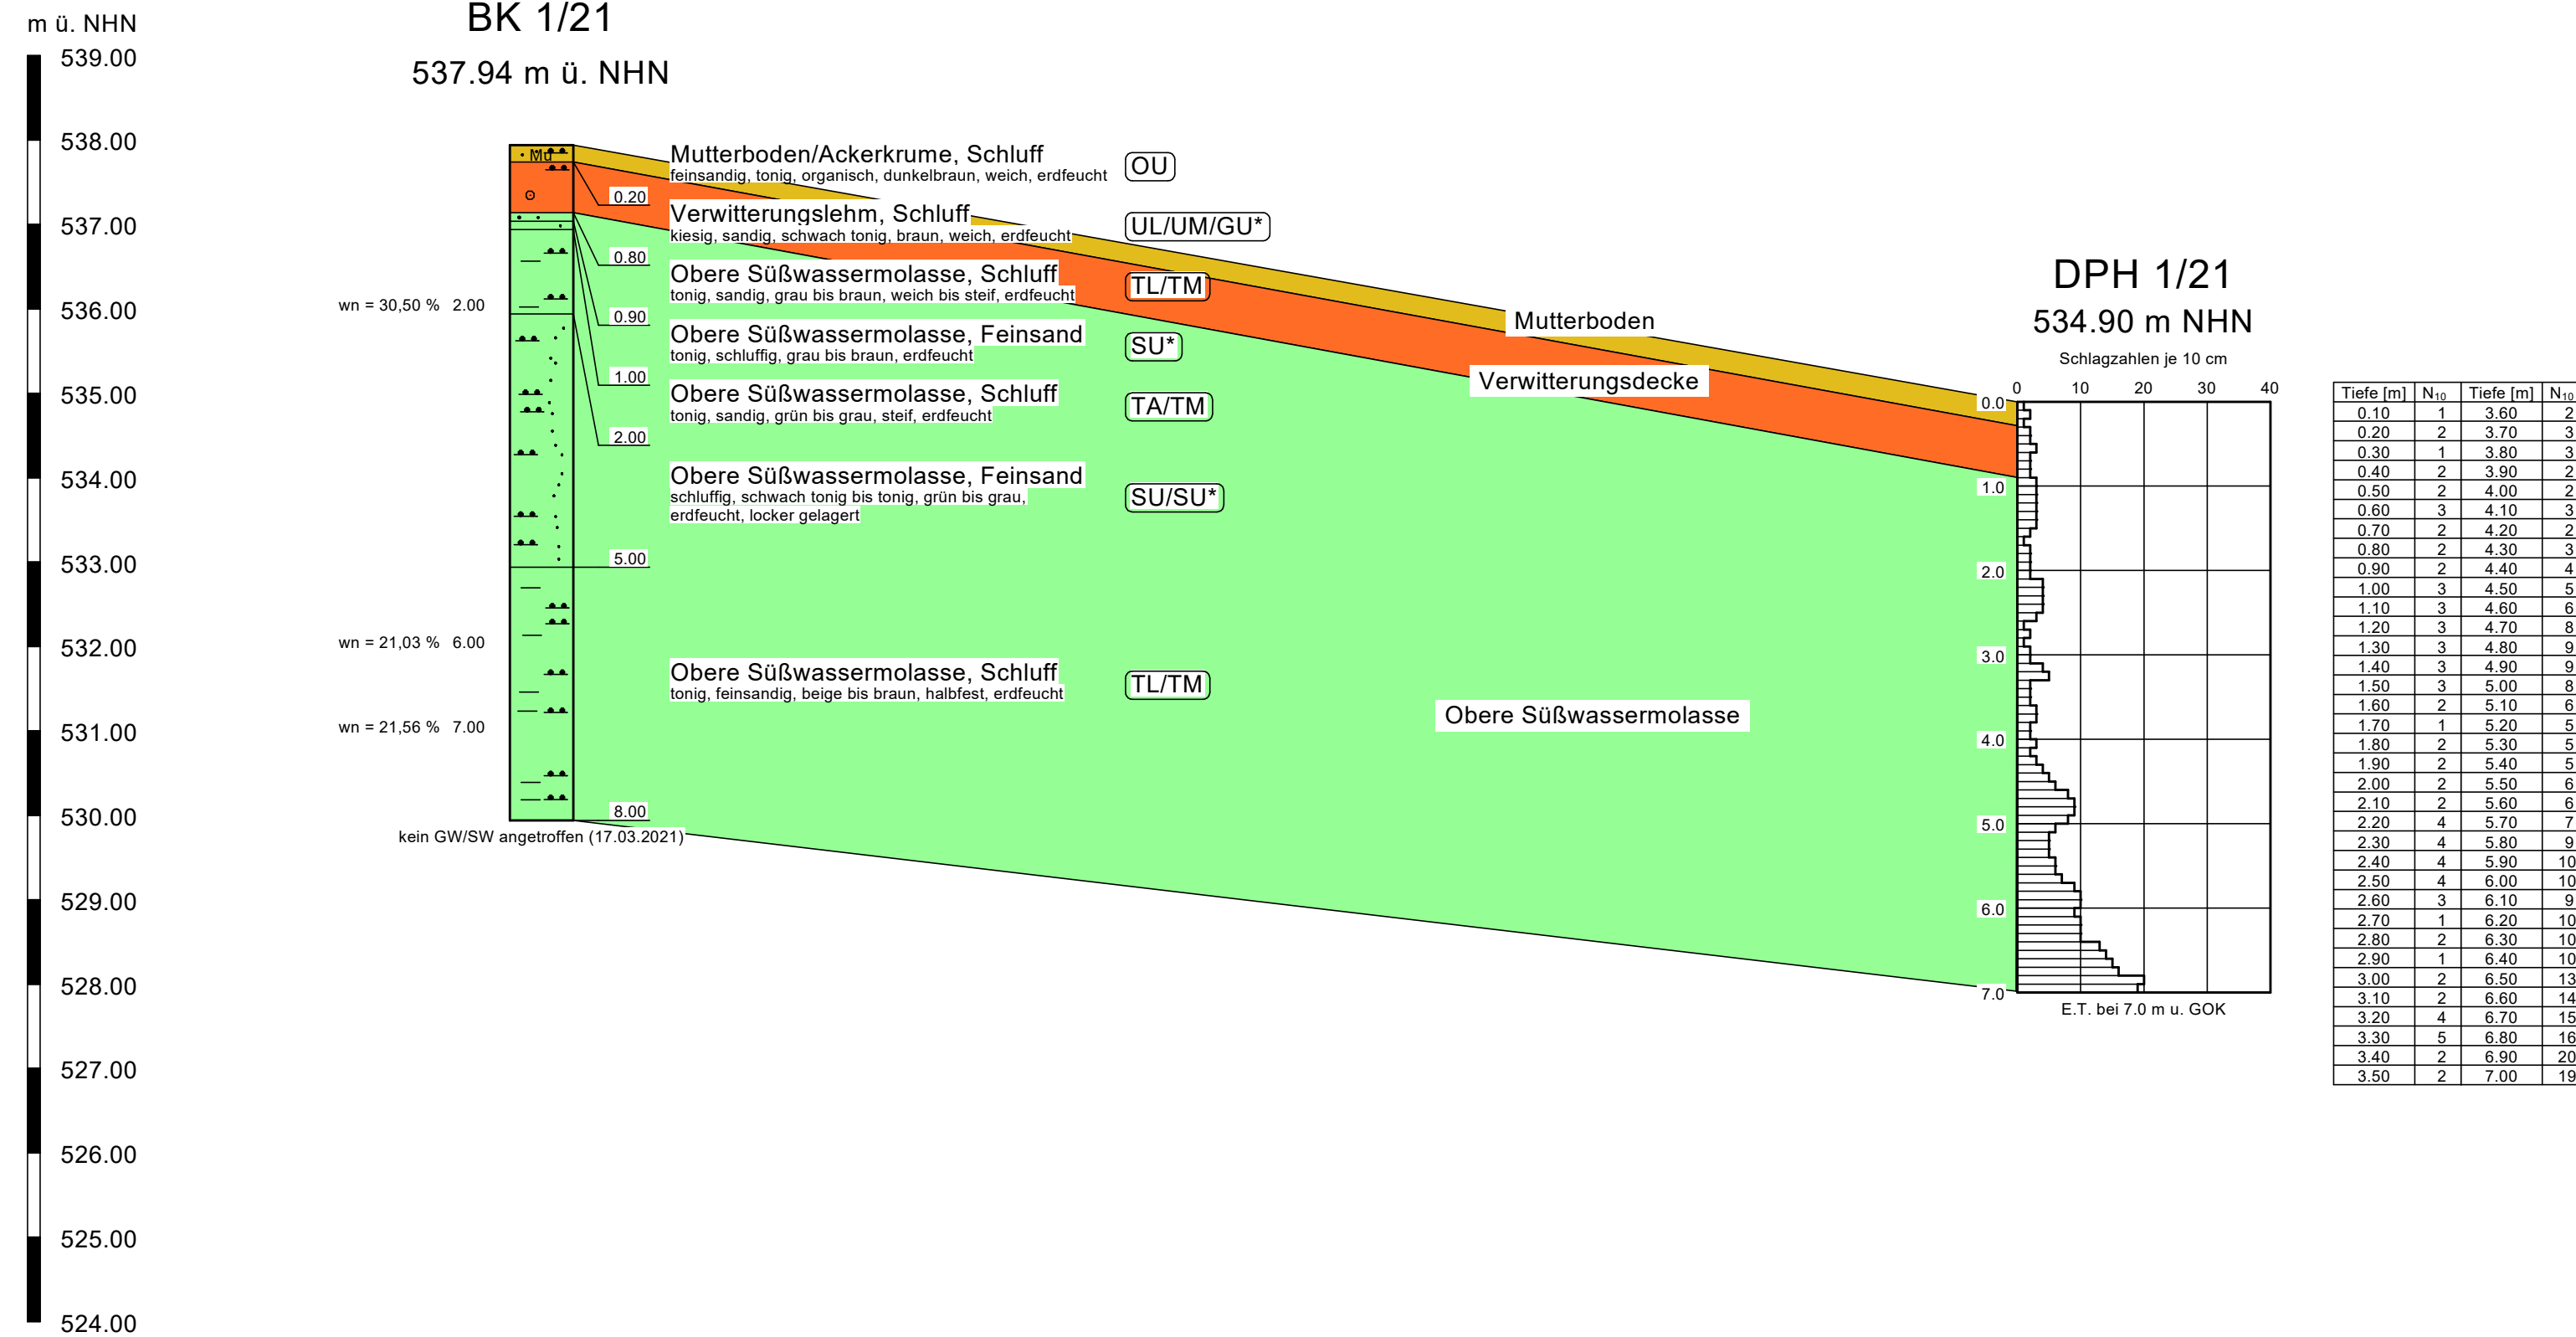 m ü. NHN
539.00
538.00
537.00
536.00
535.00
534.00
533.00
532.00
531.00
530.00
529.00
528.00
527.00
526.00
525.00
524.00
BK 1/21
537.94 m ü. NHN
Mu
wn = 30,50 % 2.00
wn = 21,03 % 6.00
wn = 21,56 % 7.00
0.20
0.80
0.90
1.00
2.00
5.00
8.00
kein GW/SW angetroffen (17.03.2021)
Mutterboden/Ackerkrume, Schluff
feinsandig, tonig, organisch, dunkelbraun, weich, erdfeucht
OU
Verwitterungslehm, Schluff
kiesig, sandig, schwach tonig, braun, weich, erdfeucht
UL/UM/GU*
Obere Süßwassermolasse, Schluff
tonig, sandig, grau bis braun, weich bis steif, erdfeucht
TL/TM
Obere Süßwassermolasse, Feinsand
tonig, schluffig, grau bis braun, erdfeucht
SU*
Obere Süßwassermolasse, Schluff
tonig, sandig, grün bis grau, steif, erdfeucht
TA/TM
Obere Süßwassermolasse, Feinsand
schluffig, schwach tonig bis tonig, grün bis grau,
erdfeucht, locker gelagert
SU/SU*
Obere Süßwassermolasse, Schluff
tonig, feinsandig, beige bis braun, halbfest, erdfeucht
TL/TM
Mutterboden
Verwitterungsdecke
Obere Süßwassermolasse
DPH 1/21
534.90 m NHN
Schlagzahlen je 10 cm
0 10 20 30 40
0.0
1.0
2.0
3.0
4.0
5.0
6.0
7.0
E.T. bei 7.0 m u. GOK
Tiefe [m] N₁₀ Tiefe [m] N₁₀
0.10 1 3.60 2
0.20 2 3.70 3
0.30 1 3.80 3
0.40 2 3.90 2
0.50 2 4.00 2
0.60 3 4.10 3
0.70 2 4.20 2
0.80 2 4.30 3
0.90 2 4.40 4
1.00 3 4.50 5
1.10 3 4.60 6
1.20 3 4.70 8
1.30 3 4.80 9
1.40 3 4.90 9
1.50 3 5.00 8
1.60 2 5.10 6
1.70 1 5.20 5
1.80 2 5.30 5
1.90 2 5.40 5
2.00 2 5.50 6
2.10 2 5.60 6
2.20 4 5.70 7
2.30 4 5.80 9
2.40 4 5.90 10
2.50 4 6.00 10
2.60 3 6.10 9
2.70 1 6.20 10
2.80 2 6.30 10
2.90 1 6.40 10
3.00 2 6.50 13
3.10 2 6.60 14
3.20 4 6.70 15
3.30 5 6.80 16
3.40 2 6.90 20
3.50 2 7.00 19